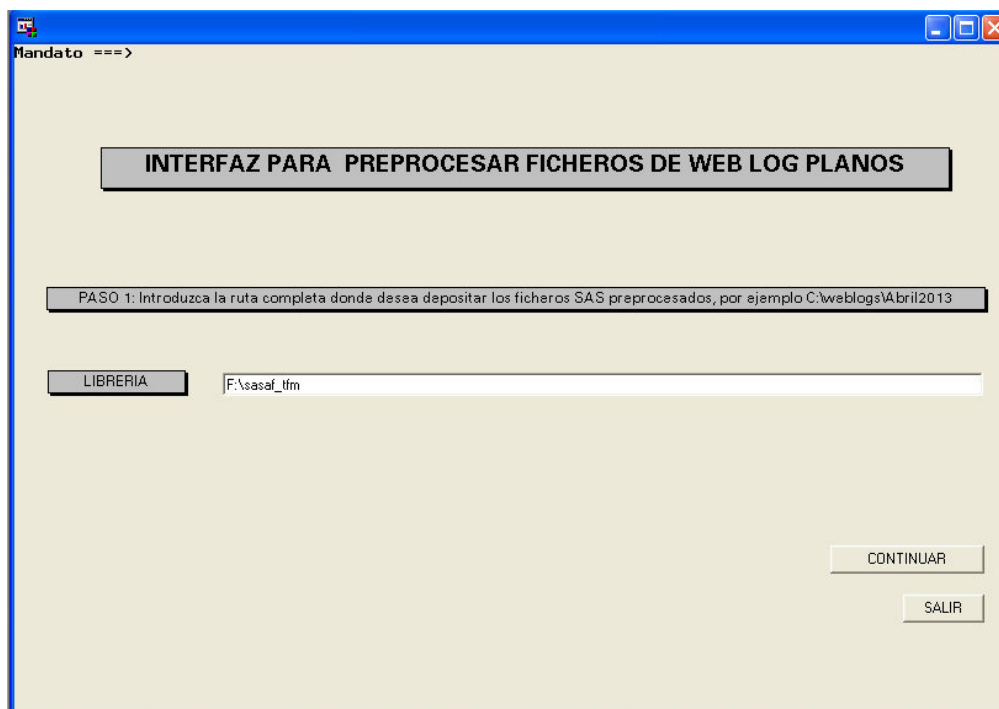 Mandato ===>
INTERFAZ PARA PREPROCESAR FICHEROS DE WEB LOG PLANOS
PASO 1: Introduzca la ruta completa donde desea depositar los ficheros SAS preprocesados, por ejemplo C:\weblogs\Abril2013
LIBRERIA
F:\sasaf_tfm
CONTINUAR
SALIR